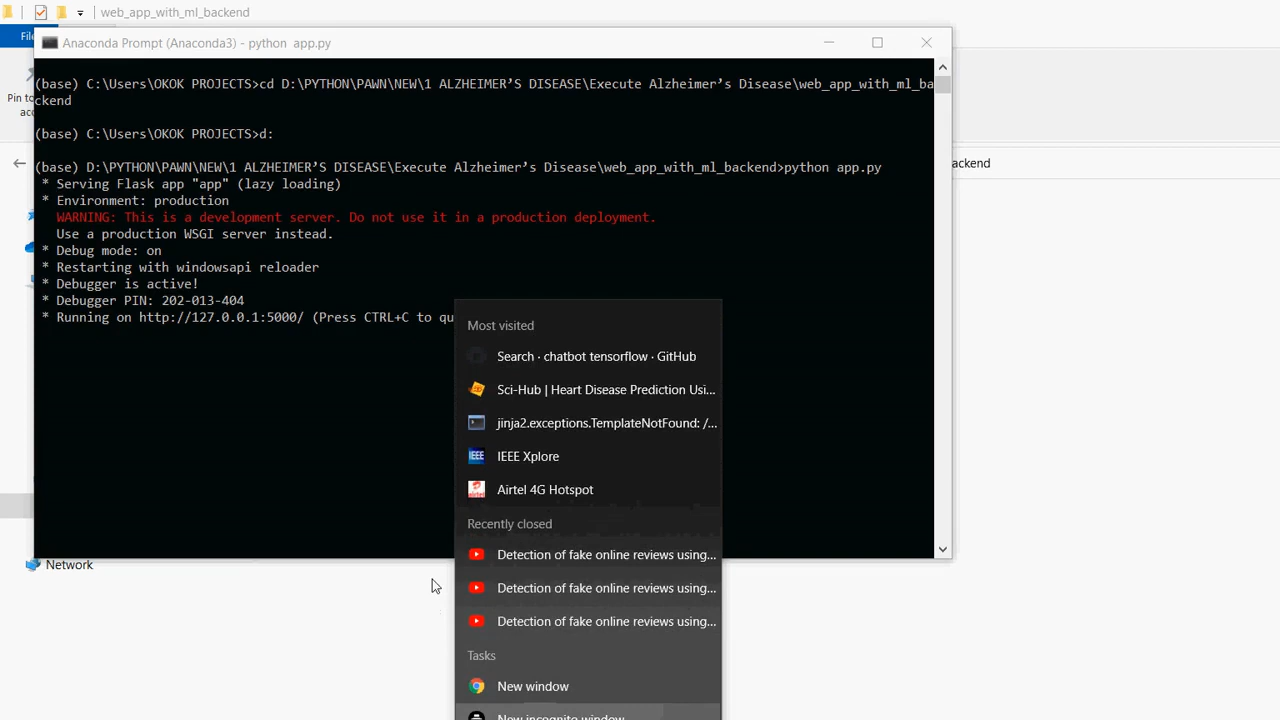 web_app_with_ml_backend
File
Anaconda Prompt (Anaconda3) - python  app.py
Pin to
(base) C:\Users\OKOK PROJECTS>cd D:\PYTHON\PAWN\NEW\1 ALZHEIMER’S DISEASE\Execute Alzheimer’s Disease\web_app_with_ml_ba
ckend
(base) C:\Users\OKOK PROJECTS>d:
(base) D:\PYTHON\PAWN\NEW\1 ALZHEIMER’S DISEASE\Execute Alzheimer’s Disease\web_app_with_ml_backend>python app.py
* Serving Flask app "app" (lazy loading)
* Environment: production
WARNING: This is a development server. Do not use it in a production deployment.
Use a production WSGI server instead.
* Debug mode: on
* Restarting with windowsapi reloader
* Debugger is active!
* Debugger PIN: 202-013-404
* Running on http://127.0.0.1:5000/ (Press CTRL+C to qu
ackend
Most visited
Search · chatbot tensorflow · GitHub
Sci-Hub | Heart Disease Prediction Usi...
jinja2.exceptions.TemplateNotFound: /...
IEEE Xplore
Airtel 4G Hotspot
Recently closed
Detection of fake online reviews using...
Detection of fake online reviews using...
Detection of fake online reviews using...
Tasks
New window
New incognito window
Network